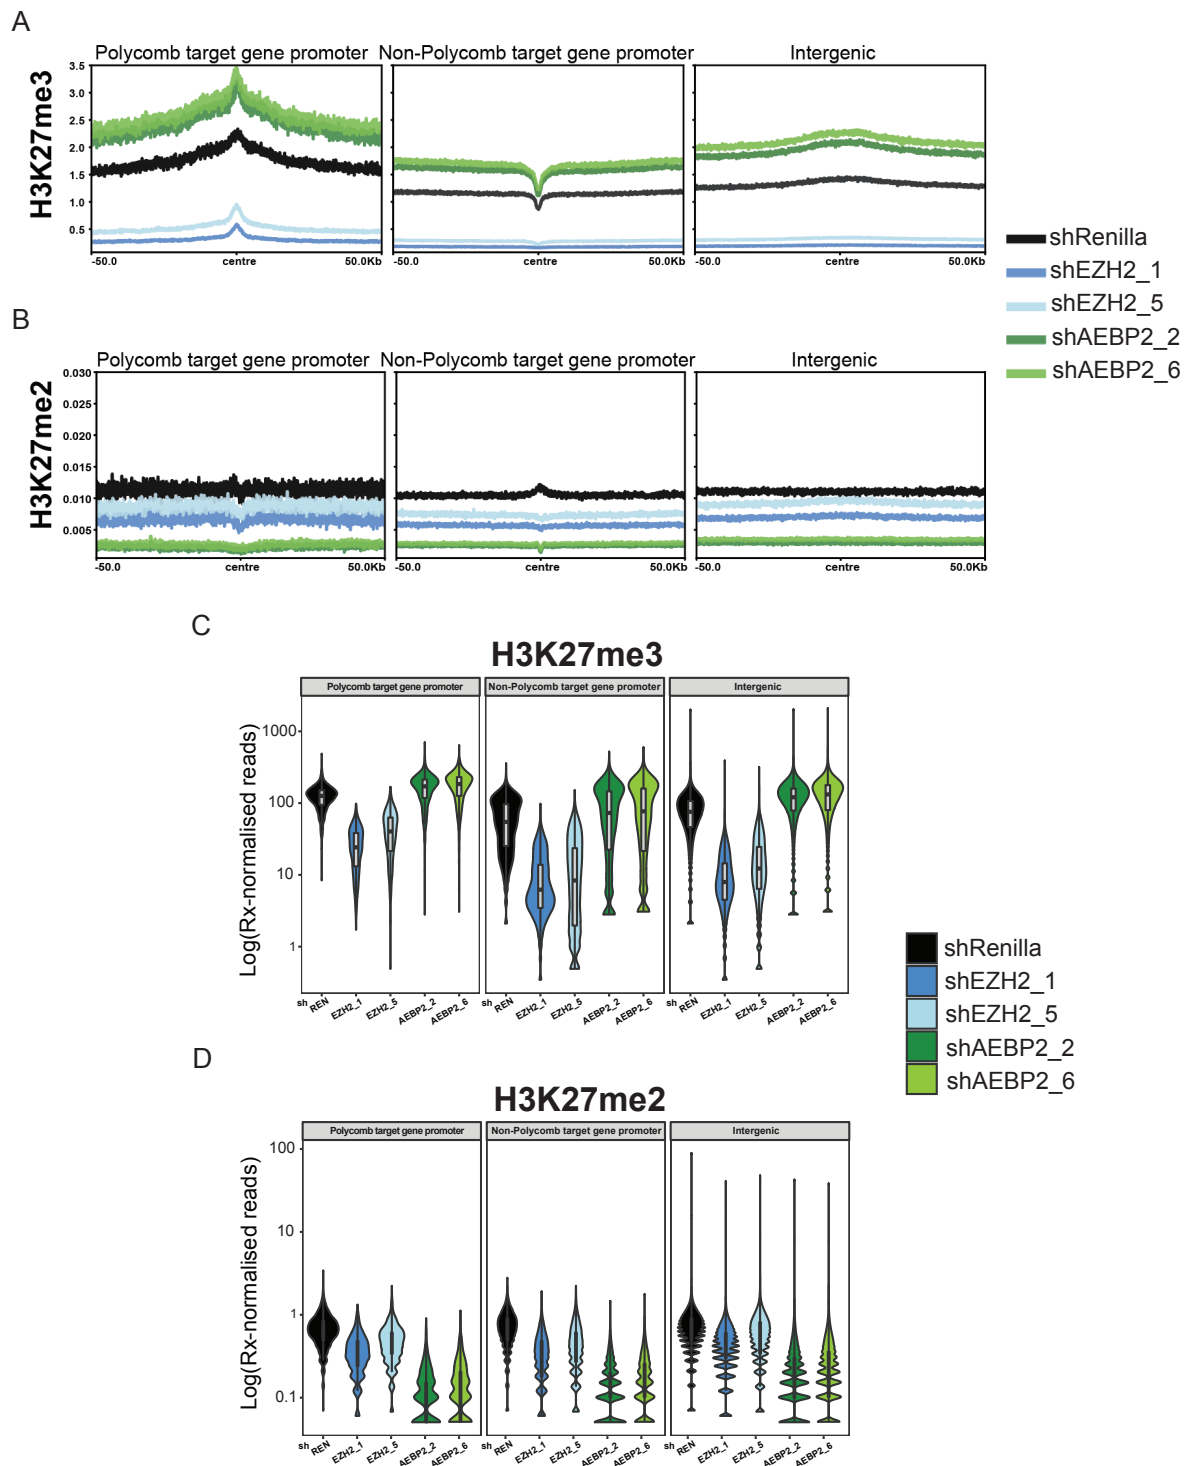 A
Polycomb target gene promoter Non-Polycomb target gene promoter Intergenic
H3K27me3
3.5
3.0
2.5
2.0
1.5
1.0
0.5
-50.0 centre 50.0Kb -50.0 centre 50.0Kb -50.0 centre 50.0Kb
shRenilla
shEZH2_1
shEZH2_5
shAEBP2_2
shAEBP2_6
B
Polycomb target gene promoter Non-Polycomb target gene promoter Intergenic
H3K27me2
0.030
0.025
0.020
0.015
0.010
0.005
-50.0 centre 50.0Kb -50.0 centre 50.0Kb -50.0 centre 50.0Kb
C
H3K27me3
Polycomb target gene promoter Non-Polycomb target gene promoter Intergenic
Log(Rx-normalised reads)
1000
100
10
1
sh REN EZH2_1 EZH2_5 AEBP2_2 AEBP2_6 sh REN EZH2_1 EZH2_5 AEBP2_2 AEBP2_6 sh REN EZH2_1 EZH2_5 AEBP2_2 AEBP2_6
shRenilla
shEZH2_1
shEZH2_5
shAEBP2_2
shAEBP2_6
D
H3K27me2
Polycomb target gene promoter Non-Polycomb target gene promoter Intergenic
Log(Rx-normalised reads)
100
10
1
0.1
sh REN EZH2_1 EZH2_5 AEBP2_2 AEBP2_6 sh REN EZH2_1 EZH2_5 AEBP2_2 AEBP2_6 sh REN EZH2_1 EZH2_5 AEBP2_2 AEBP2_6